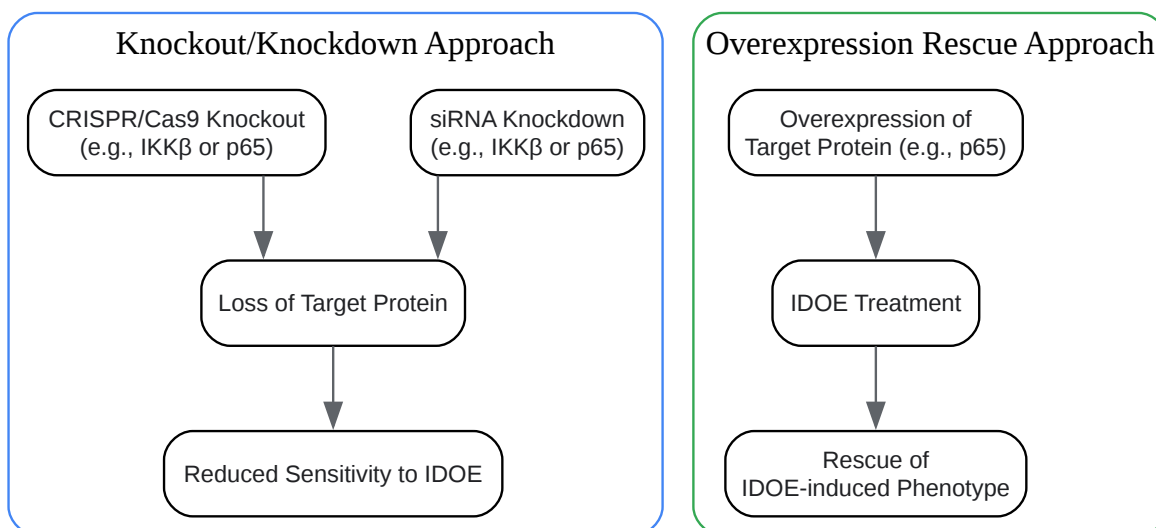 Knockout/Knockdown Approach
CRISPR/Cas9 Knockout
(e.g., IKKβ or p65)
siRNA Knockdown
(e.g., IKKβ or p65)
Loss of Target Protein
Reduced Sensitivity to IDOE
Overexpression Rescue Approach
Overexpression of
Target Protein (e.g., p65)
IDOE Treatment
Rescue of
IDOE-induced Phenotype